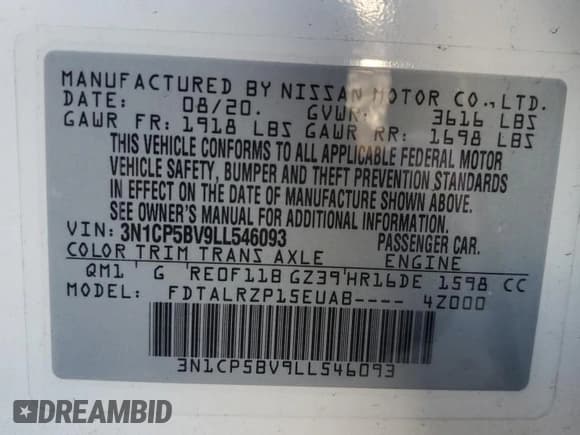 MANUFACTURED BY NISSAN MOTOR CO.,LTD.
DATE: 08/20. GVWR: 3616 LBS
GAWR FR: 1918 LBS GAWR RR: 1698 LBS
THIS VEHICLE CONFORMS TO ALL APPLICABLE FEDERAL MOTOR
VEHICLE SAFETY, BUMPER AND THEFT PREVENTION STANDARDS
IN EFFECT ON THE DATE OF MANUFACTURE SHOWN ABOVE.
SEE OWNER'S MANUAL FOR ADDITIONAL INFORMATION.
VIN: 3N1CP5BV9LL546093 PASSENGER CAR.
COLOR TRIM TRANS AXLE ENGINE
QM1 G RE0F11B GZ39 HR16DE 1598 CC
MODEL: FDTALRZP15EUAB---- 4Z000
3N1CP5BV9LL546093
$DREAMBID